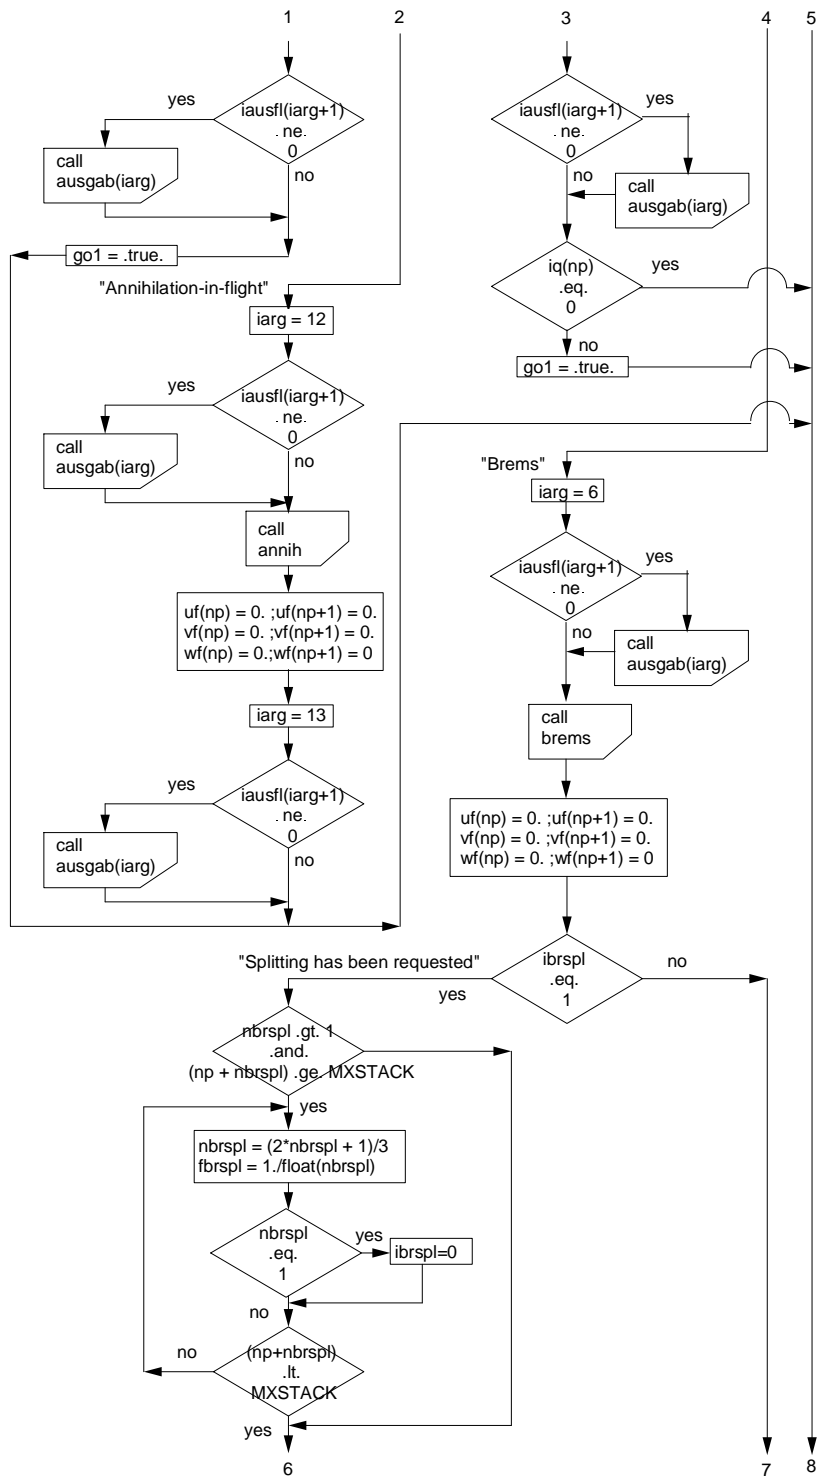 1
2
3
4
5
iausfl(iarg+1)
.ne.
0
yes
call
ausgab(iarg)
no
go1 = .true.
iausfl(iarg+1)
.ne.
0
yes
no
call
ausgab(iarg)
iq(np)
.eq.
0
yes
no
go1 = .true.
"Annihilation-in-flight"
iarg = 12
iausfl(iarg+1)
.ne.
0
yes
call
ausgab(iarg)
no
call
annih
uf(np) = 0. ;uf(np+1) = 0.
vf(np) = 0. ;vf(np+1) = 0.
wf(np) = 0.;wf(np+1) = 0
iarg = 13
iausfl(iarg+1)
.ne.
0
yes
call
ausgab(iarg)
no
"Brems"
iarg = 6
iausfl(iarg+1)
.ne.
0
yes
no
call
ausgab(iarg)
call
brems
uf(np) = 0. ;uf(np+1) = 0.
vf(np) = 0. ;vf(np+1) = 0.
wf(np) = 0. ;wf(np+1) = 0
"Splitting has been requested"
ibrspl
.eq.
1
no
yes
nbrspl .gt. 1
.and.
(np + nbrspl) .ge. MXSTACK
yes
nbrspl = (2*nbrspl + 1)/3
fbrspl = 1./float(nbrspl)
nbrspl
.eq.
1
yes
ibrspl=0
no
(np+nbrspl)
.lt.
MXSTACK
no
yes
6
7
8